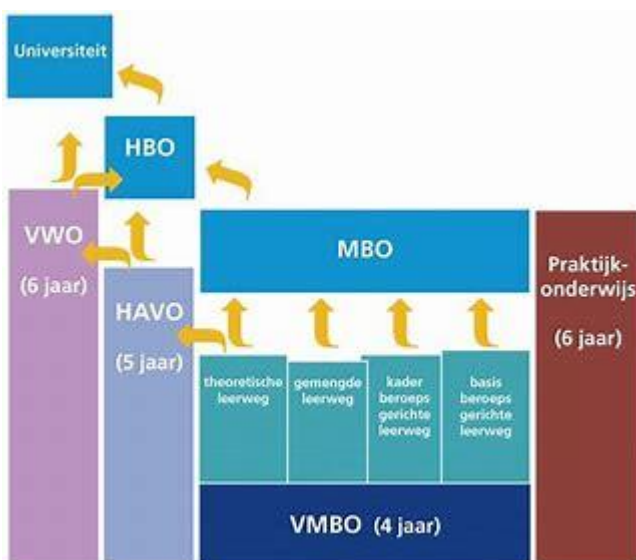 Universiteit
HBO
VWO
(6 jaar)
MBO
Praktijk-
onderwijs
(6 jaar)
HAVO
(5 jaar)
theoretische
leerweg
gemengde
leerweg
kader
beroeps
gerichte
leerweg
basis
beroeps
gerichte
leerweg
VMBO (4 jaar)